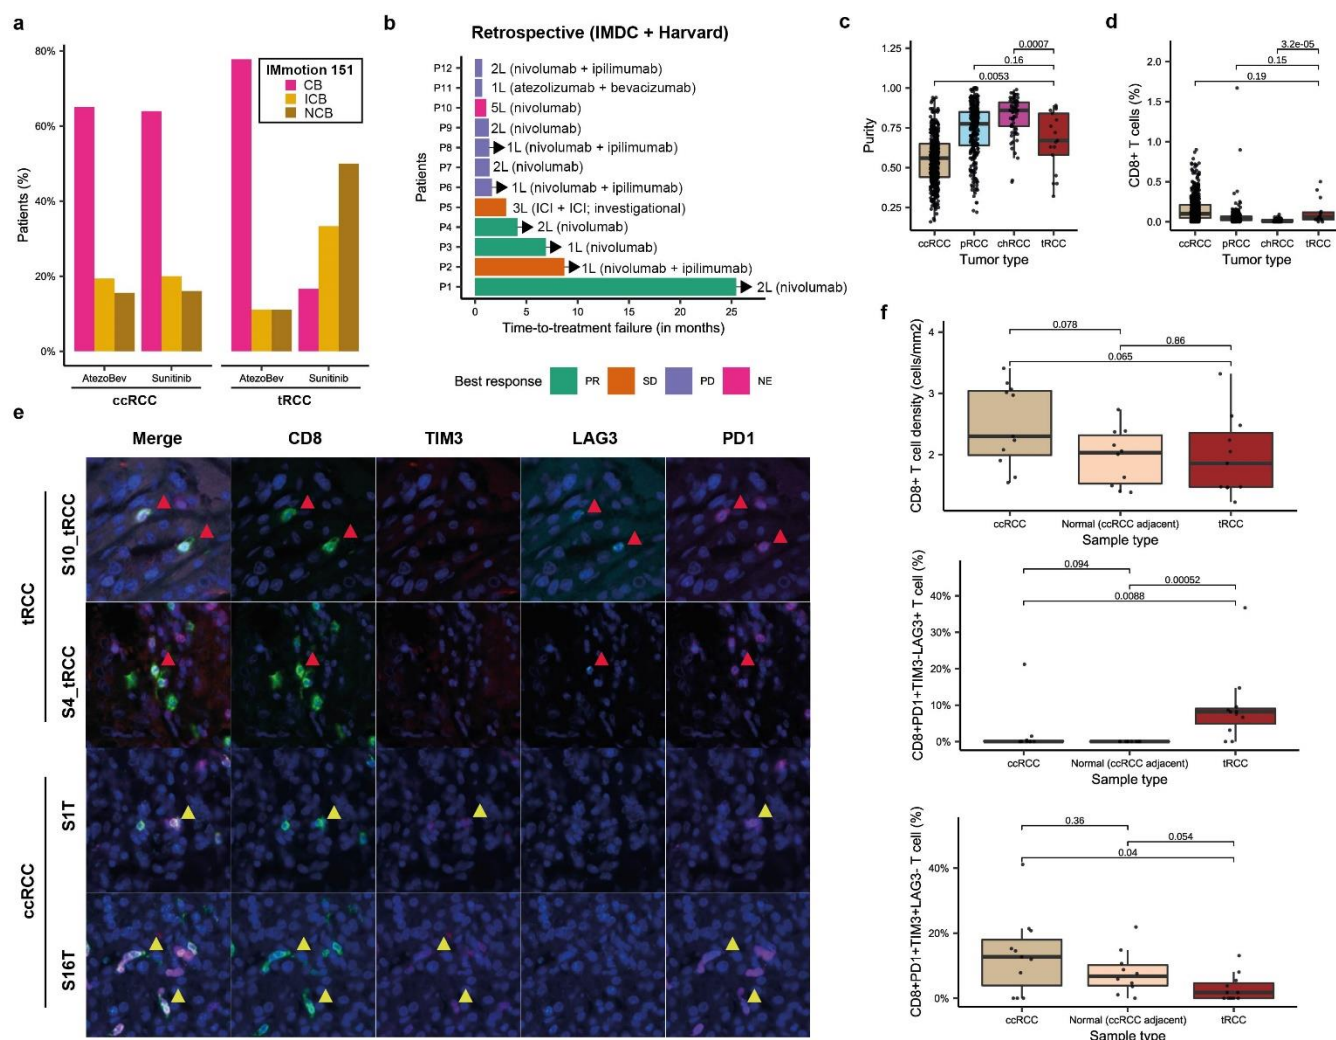 a
80%
60%
40%
20%
0%
Patients (%)
IMmotion 151
CB
ICB
NCB
AtezoBev
Sunitinib
AtezoBev
Sunitinib
ccRCC
tRCC
b
Retrospective (IMDC + Harvard)
Patients
P12 2L (nivolumab + ipilimumab)
P11 1L (atezolizumab + bevacizumab)
P10 5L (nivolumab)
P9 2L (nivolumab)
P8 1L (nivolumab + ipilimumab)
P7 2L (nivolumab)
P6 1L (nivolumab + ipilimumab)
P5 3L (ICI + ICI; investigational)
P4 2L (nivolumab)
P3 1L (nivolumab)
P2 1L (nivolumab + ipilimumab)
P1 2L (nivolumab)
0 5 10 15 20 25
Time-to-treatment failure (in months)
Best response PR SD PD NE
c
0.0007
0.16
0.0053
1.25
1.00
0.75
0.50
0.25
Purity
ccRCC pRCC chRCC tRCC
Tumor type
d
3.2e-05
0.15
0.19
2.0
1.5
1.0
0.5
0.0
CD8+ T cells (%)
ccRCC pRCC chRCC tRCC
Tumor type
e
Merge CD8 TIM3 LAG3 PD1
tRCC
S10_tRCC
S4_tRCC
ccRCC
S1T
S16T
f
0.078
0.86
0.065
4
3
2
CD8+ T cell density (cells/mm2)
ccRCC Normal (ccRCC adjacent) tRCC
Sample type
0.094
0.00052
0.0088
40%
30%
20%
10%
0%
CD8+PD1+TIM3-LAG3+ T cell (%)
ccRCC Normal (ccRCC adjacent) tRCC
Sample type
0.36
0.054
0.04
40%
20%
0%
CD8+PD1+TIM3+LAG3- T cell (%)
ccRCC Normal (ccRCC adjacent) tRCC
Sample type